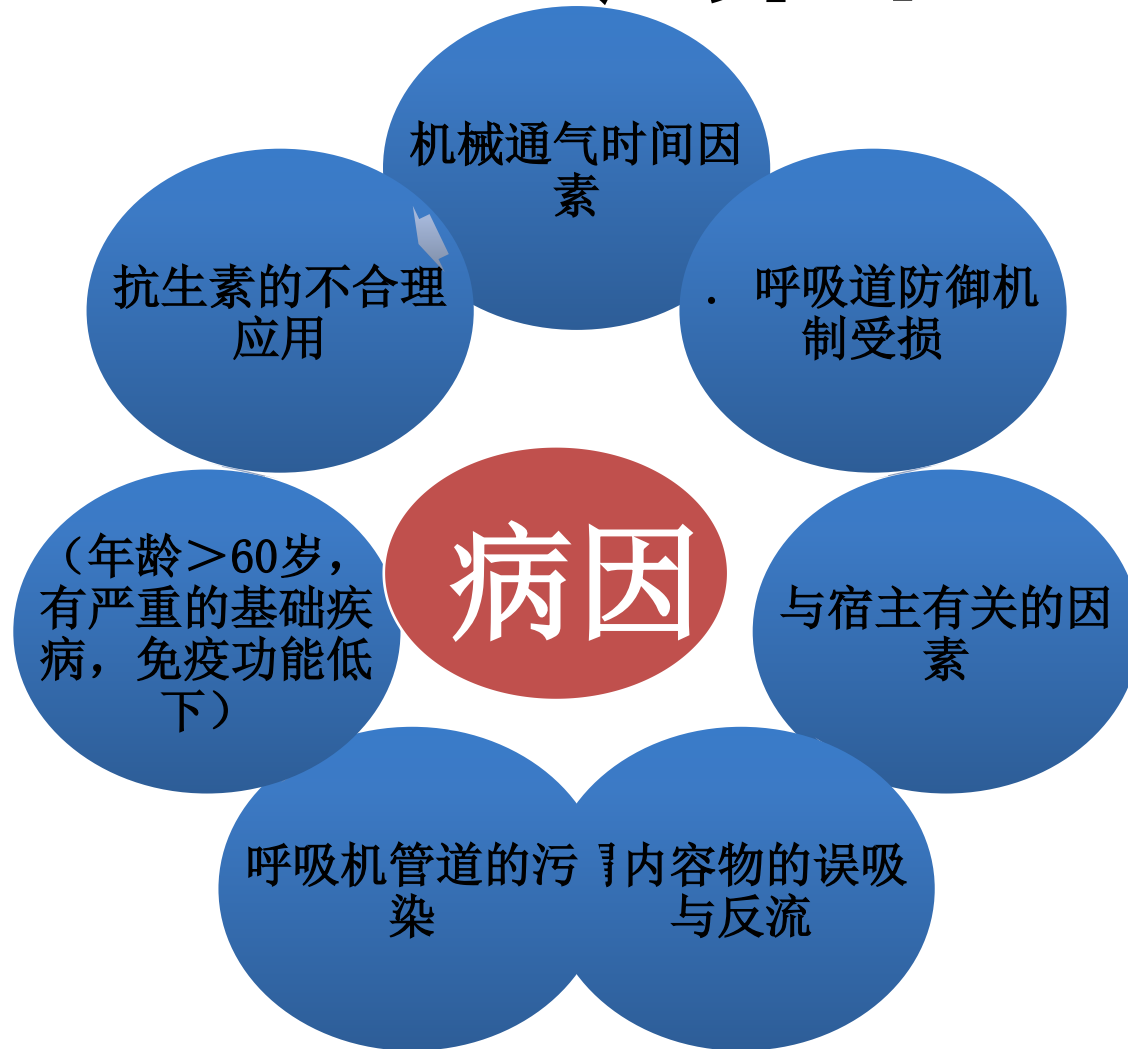 机械通气时间因
素
． 呼吸道防御机
制受损
与宿主有关的因
素
内容物的误吸
与反流
呼吸机管道的污
染
（年龄＞60岁，
有严重的基础疾
病，免疫功能低
下）
抗生素的不合理
应用
病因